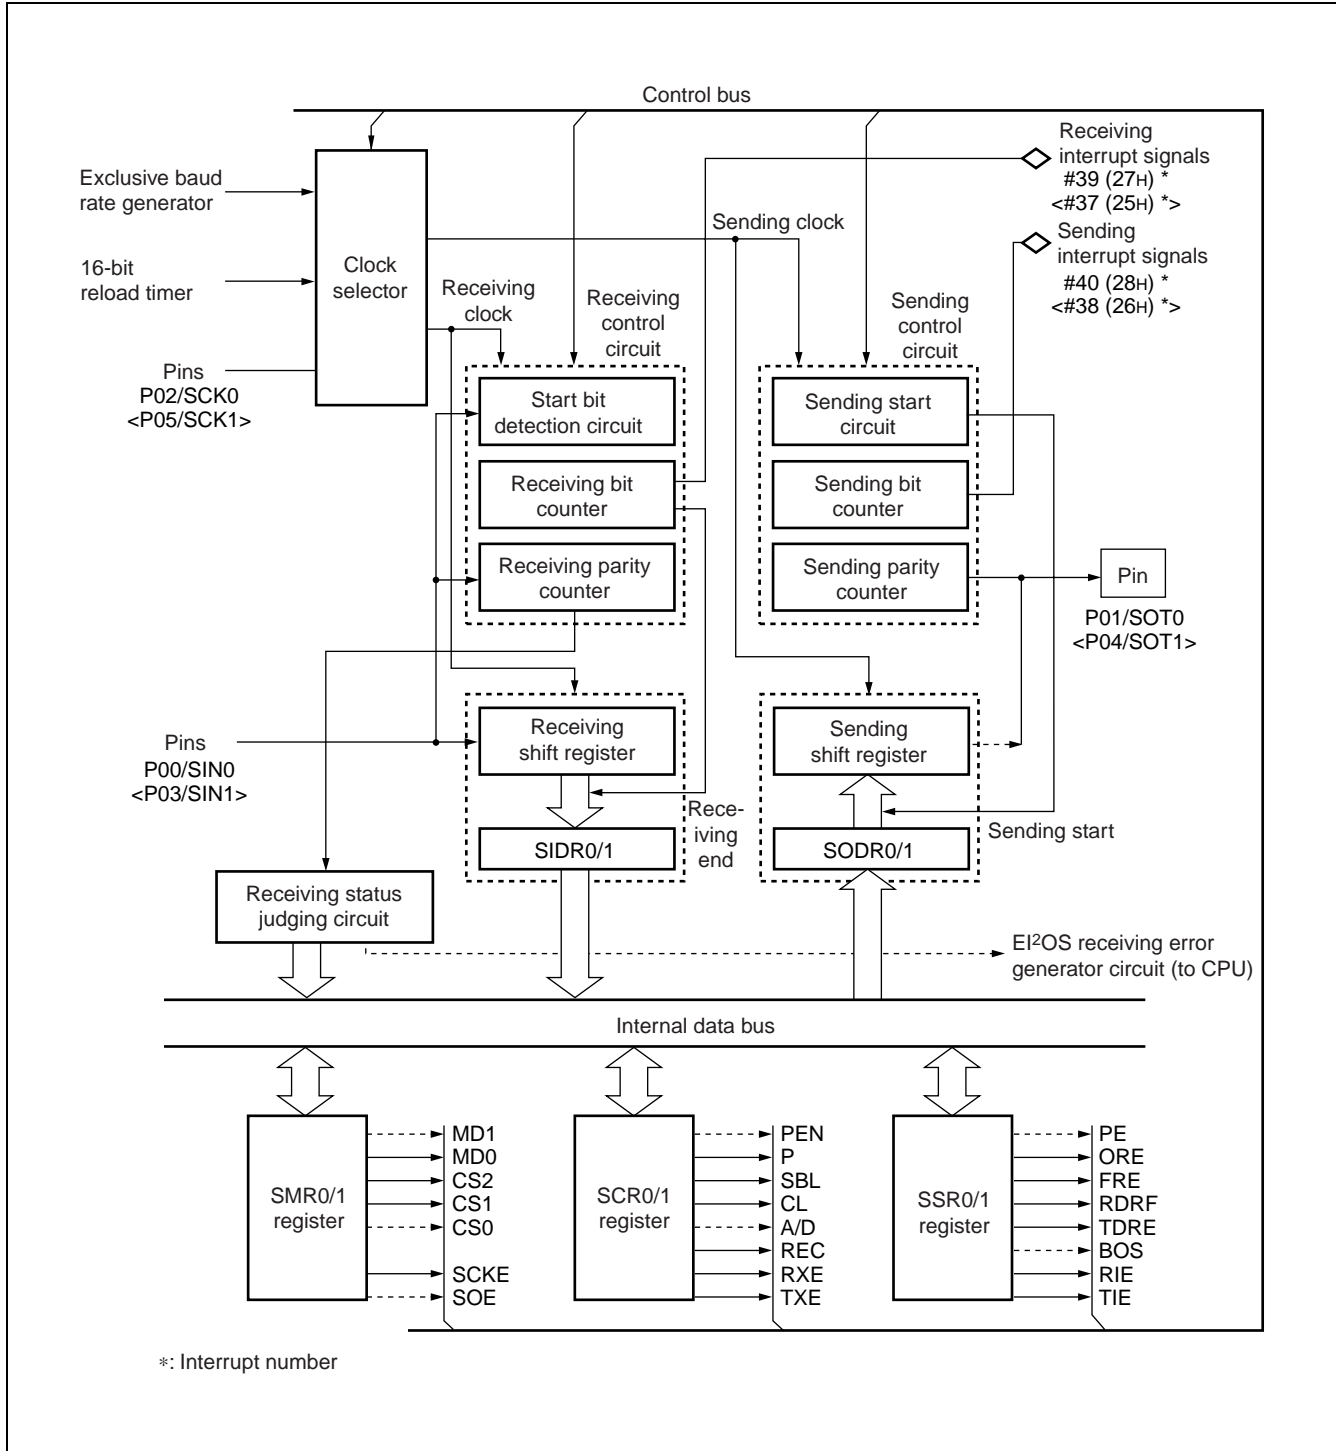 Control bus
Receiving
interrupt signals
#39 (27H) *
<#37 (25H) *>
Sending
interrupt signals
#40 (28H) *
<#38 (26H) *>
Exclusive baud
rate generator
16-bit
reload timer
Pins
P02/SCK0
<P05/SCK1>
Clock
selector
Sending clock
Receiving
clock
Receiving
control
circuit
Sending
control
circuit
Start bit
detection circuit
Receiving bit
counter
Receiving parity
counter
Sending start
circuit
Sending bit
counter
Sending parity
counter
Pin
P01/SOT0
<P04/SOT1>
Pins
P00/SIN0
<P03/SIN1>
Receiving
shift register
SIDR0/1
Rece-
iving
end
Sending
shift register
SODR0/1
Sending start
Receiving status
judging circuit
EI2OS receiving error
generator circuit (to CPU)
Internal data bus
SMR0/1
register
MD1
MD0
CS2
CS1
CS0
SCKE
SOE
SCR0/1
register
PEN
P
SBL
CL
A/D
REC
RXE
TXE
SSR0/1
register
PE
ORE
FRE
RDRF
TDRE
BOS
RIE
TIE
*: Interrupt number